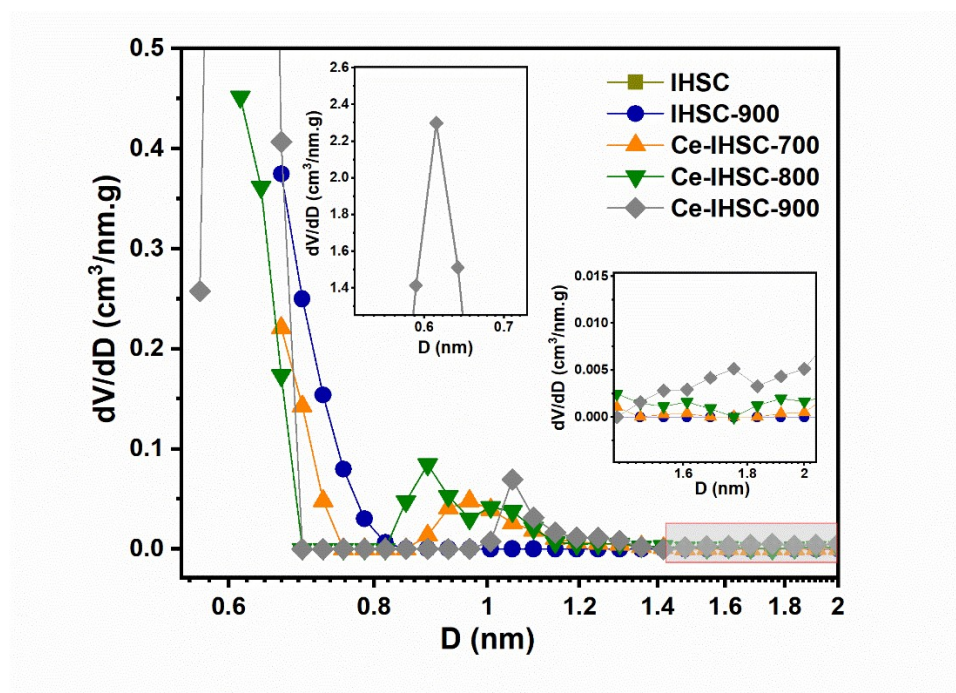 0.5
0.4
0.3
0.2
0.1
0.0
dV/dD (cm³/nm.g)
0.6
0.8
1
1.2
1.4
1.6
1.8
2
D (nm)
IHSC
IHSC-900
Ce-IHSC-700
Ce-IHSC-800
Ce-IHSC-900
2.6
2.4
2.2
2.0
1.8
1.6
1.4
dV/dD (cm³/nm.g)
0.6
0.7
D (nm)
0.015
0.010
0.005
0.000
dV/dD (cm³/nm.g)
1.6
1.8
2
D (nm)